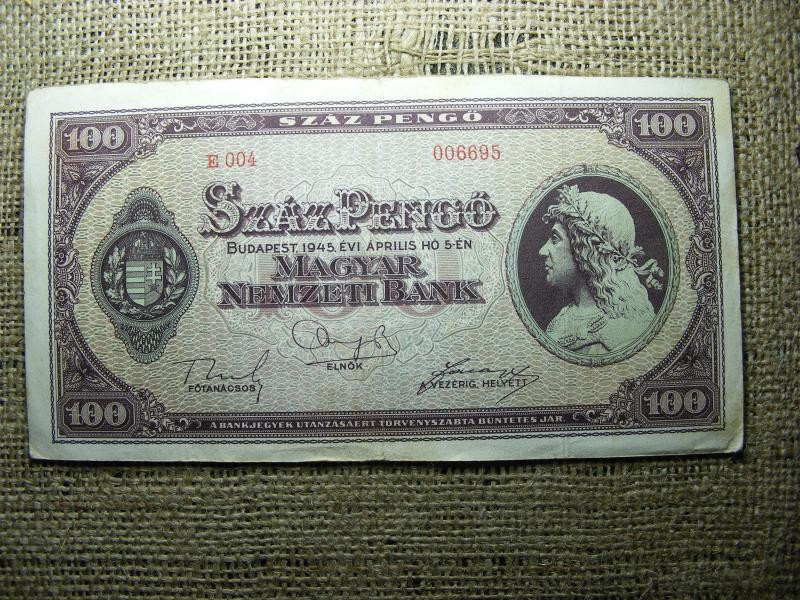 100 SZÁZ PENGŐ 100
E 004 006695
SZÁZ PENGŐ
BUDAPEST, 1945. ÉVI ÁPRILIS HÓ 5-ÉN
MAGYAR
NEMZETI BANK
FŐTANÁCSOS ELNÖK A VEZÉRIG. HELYETT
100 100
A BANKJEGYEK UTÁNZÁSÁÉRT TÖRVÉNYSZABTA BÜNTETÉS JÁR.